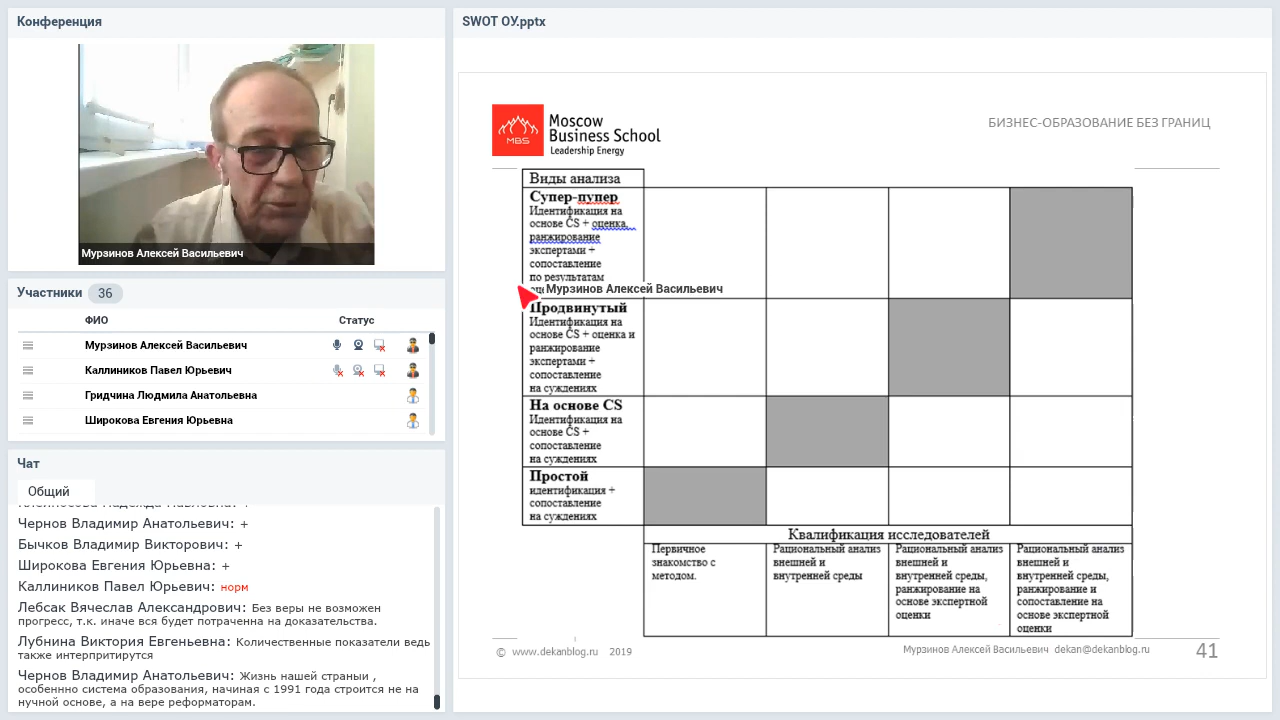 Конференция
Мурзинов Алексей Васильевич
Участники 36
ФИО Статус
Мурзинов Алексей Васильевич
Каллиников Павел Юрьевич
Гридчина Людмила Анатольевна
Широкова Евгения Юрьевна
Чат
Общий
Чернов Владимир Анатольевич: +
Бычков Владимир Викторович: +
Широкова Евгения Юрьевна: +
Каллиников Павел Юрьевич: норм
Лебсак Вячеслав Александрович: Без веры не возможен
прогресс, т.к. иначе вся будет потраченна на доказательства.
Лубнина Виктория Евгеньевна: Количественные показатели ведь
также интерпритирутся
Чернов Владимир Анатольевич: Жизнь нашей страныи ,
особеннно система образования, начиная с 1991 года строится не на
нучной основе, а на вере реформаторам.
SWOT ОУ.pptx
MBS
Moscow
Business School
Leadership Energy
БИЗНЕС-ОБРАЗОВАНИЕ БЕЗ ГРАНИЦ
Виды анализа
Супер-пупер
Идентификация на
основе CS + оценка,
ранжирование
экспертами +
сопоставление
по результатам
Мурзинов Алексей Васильевич
Продвинутый
Идентификация на
основе CS + оценка и
ранжирование
экспертами +
сопоставление
на суждениях
На основе CS
Идентификация на
основе CS +
сопоставление
на суждениях
Простой
идентификация +
сопоставление
на суждениях
Квалификация исследователей
Первичное
знакомство с
методом.
Рациональный анализ
внешней и
внутренней среды
Рациональный анализ
внешней и
внутренней среды,
ранжирование на
основе экспертной
оценки
Рациональный анализ
внешней и
внутренней среды,
ранжирование и
сопоставление на
основе экспертной
оценки
© www.dekanblog.ru 2019
Мурзинов Алексей Васильевич dekan@dekanblog.ru
41